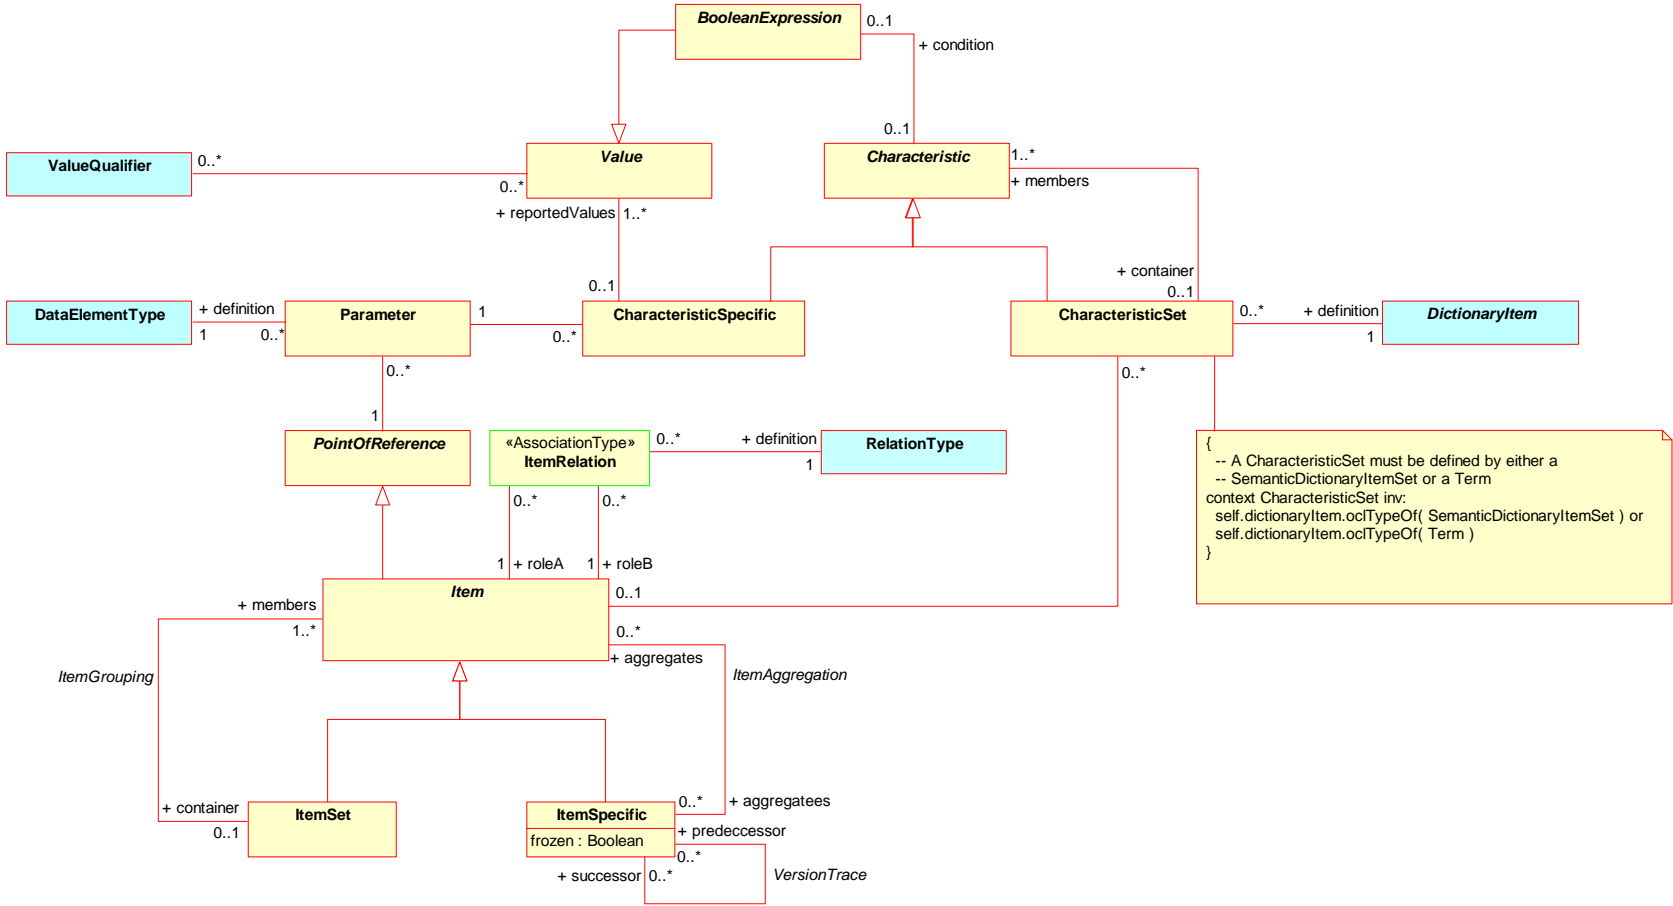 BooleanExpression
0..1
+ condition
0..1
Value
Characteristic
1..*
+ members
ValueQualifier
0..*
0..*
+ reportedValues
1..*
+ container
0..1
0..1
DataElementType
+ definition
1
0..*
Parameter
1
0..*
CharacteristicSpecific
CharacteristicSet
0..*
+ definition
1
DictionaryItem
0..*
0..*
1
PointOfReference
«AssociationType»
ItemRelation
0..*
+ definition
1
RelationType
{
-- A CharacteristicSet must be defined by either a
-- SemanticDictionaryItemSet or a Term
context CharacteristicSet inv:
self.dictionaryItem.oclTypeOf( SemanticDictionaryItemSet ) or
self.dictionaryItem.oclTypeOf( Term )
}
0..*
0..*
1
+ roleA
1
+ roleB
Item
0..1
+ members
1..*
0..*
+ aggregates
ItemGrouping
ItemAggregation
+ container
0..1
ItemSet
ItemSpecific
frozen : Boolean
0..*
+ aggregatees
+ predeccessor
0..*
+ successor
0..*
VersionTrace